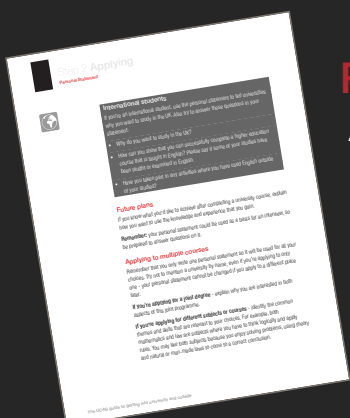 Step 2 Applying
Personal Statement
International students
If you're an international student, use the personal statement to tell universities
why you want to study in the UK. Also try to answer these questions in your
statement:
• Why do you want to study in the UK?
• How can you show that you can successfully complete a higher education
course that is taught in English? Please say if some of your studies have
been taught or examined in English.
• Have you taken part in any activities where you have used English outside
of your studies?
Future plans
If you know what you'd like to achieve after completing a university course, explain
how you want to use the knowledge and experience that you gain.
Remember: your personal statement could be used as a basis for an interview, so
be prepared to answer questions on it.
Applying to multiple courses
Remember that you only write one personal statement so it will be used for all your
choices. Try not to mention a university by name, even if you're applying to only
one - your personal statement cannot be changed if you apply to a different place
later.
If you're applying for a joint degree - explain why you are interested in both
aspects of the joint programme.
If you're applying for different subjects or courses - identify the common
themes and skills that are relevant to your choices. For example, both
mathematics and law are subjects where you have to think logically and apply
rules. You may like both subjects because you enjoy solving problems, using theory
and natural or man-made laws to come to a correct conclusion.
The UCAS guide to getting into university and college